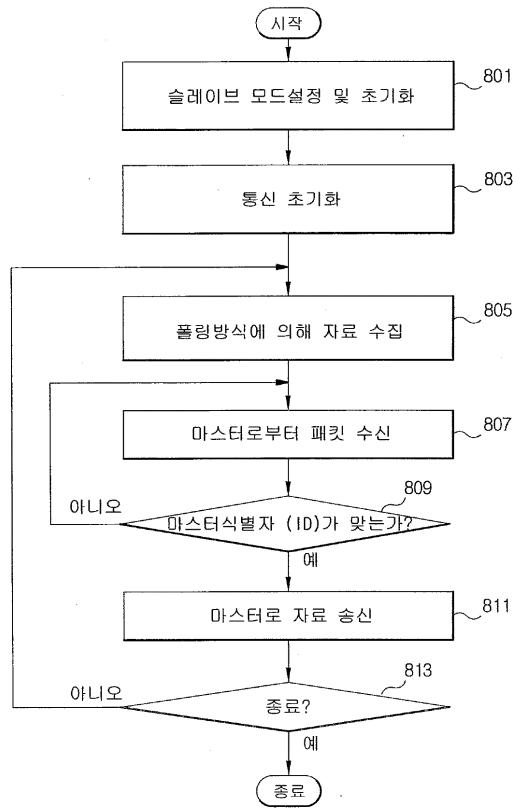 시작
슬레이브 모드설정 및 초기화
801
통신 초기화
803
폴링방식에 의해 자료 수집
805
마스터로부터 패킷 수신
807
809
아니오
마스터식별자 (ID)가 맞는가?
예
마스터로 자료 송신
811
813
아니오
종료?
예
종료